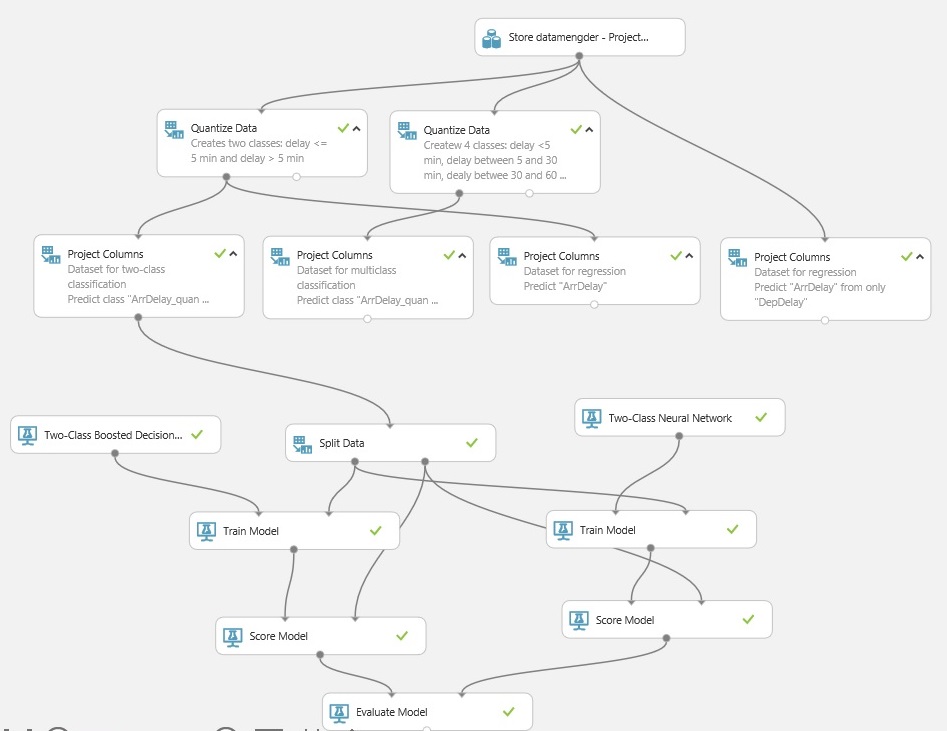 Store datamengder - Project...
Quantize Data
Creates two classes: delay <=
5 min and delay > 5 min
Quantize Data
Createw 4 classes: delay <5
min, delay between 5 and 30
min, dealy betwee 30 and 60 ...
Project Columns
Dataset for two-class
classification
Predict class "ArrDelay_quan ...
Project Columns
Dataset for multiclass
classification
Predict class "ArrDelay_quan ...
Project Columns
Dataset for regression
Predict "ArrDelay"
Project Columns
Dataset for regression
Predict "ArrDelay" from only
"DepDelay"
Two-Class Boosted Decision...
Split Data
Two-Class Neural Network
Train Model
Train Model
Score Model
Score Model
Evaluate Model